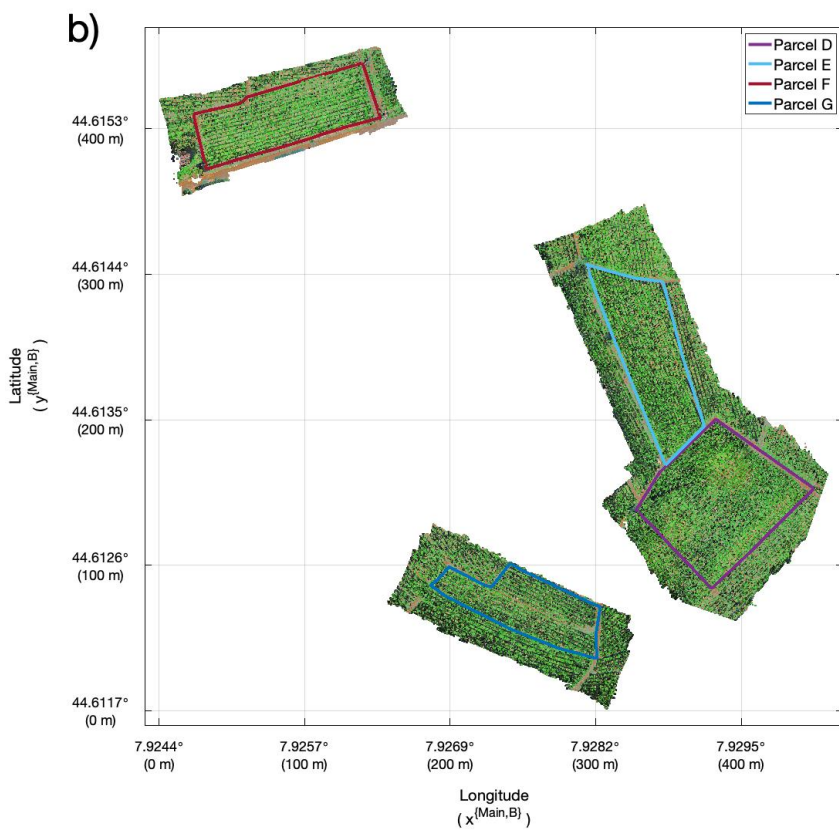 b)
Parcel D
Parcel E
Parcel F
Parcel G
44.6153°
(400 m)
44.6144°
(300 m)
44.6135°
(200 m)
44.6126°
(100 m)
44.6117°
(0 m)
Latitude
( y{Main,B} )
7.9244° 7.9257° 7.9269° 7.9282° 7.9295°
(0 m) (100 m) (200 m) (300 m) (400 m)
Longitude
( x{Main,B} )